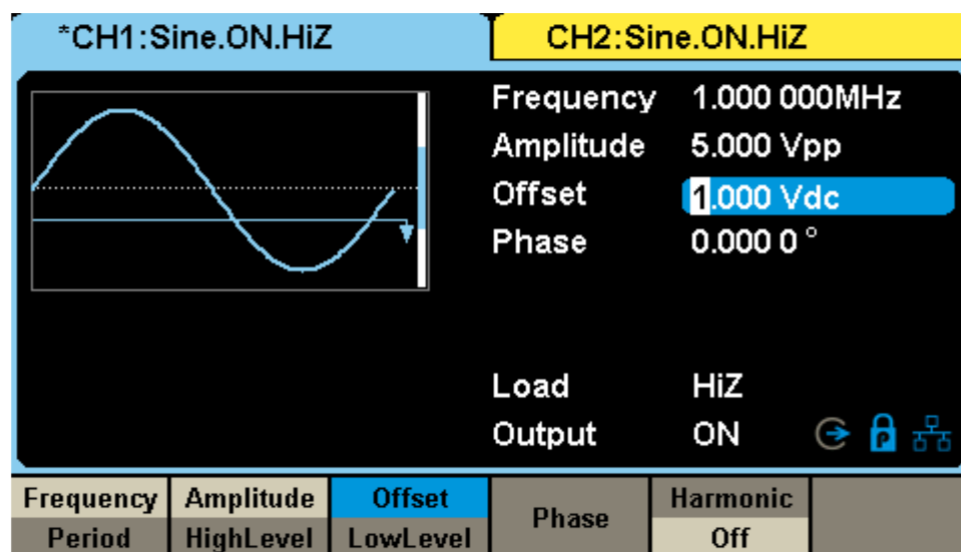 *CH1:Sine.ON.HiZ
CH2:Sine.ON.HiZ
Frequency 1.000 000MHz
Amplitude 5.000 Vpp
Offset 1.000 Vdc
Phase 0.000 0 °
Load HiZ
Output ON
Frequency Amplitude Offset Phase Harmonic
Period HighLevel LowLevel Off